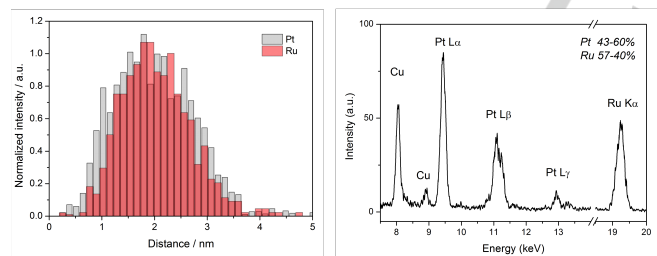 1.2
1.0
0.8
0.6
0.4
0.2
0.0
Normalized intensity / a.u.
Pt
Ru
0 1 2 3 4 5
Distance / nm
100
50
0
Intensity (a.u.)
Pt 43-60%
Ru 57-40%
Cu
Cu
Pt Lα
Pt Lβ
Pt Lγ
Ru Kα
8 9 10 11 12 13 19 20
Energy (keV)